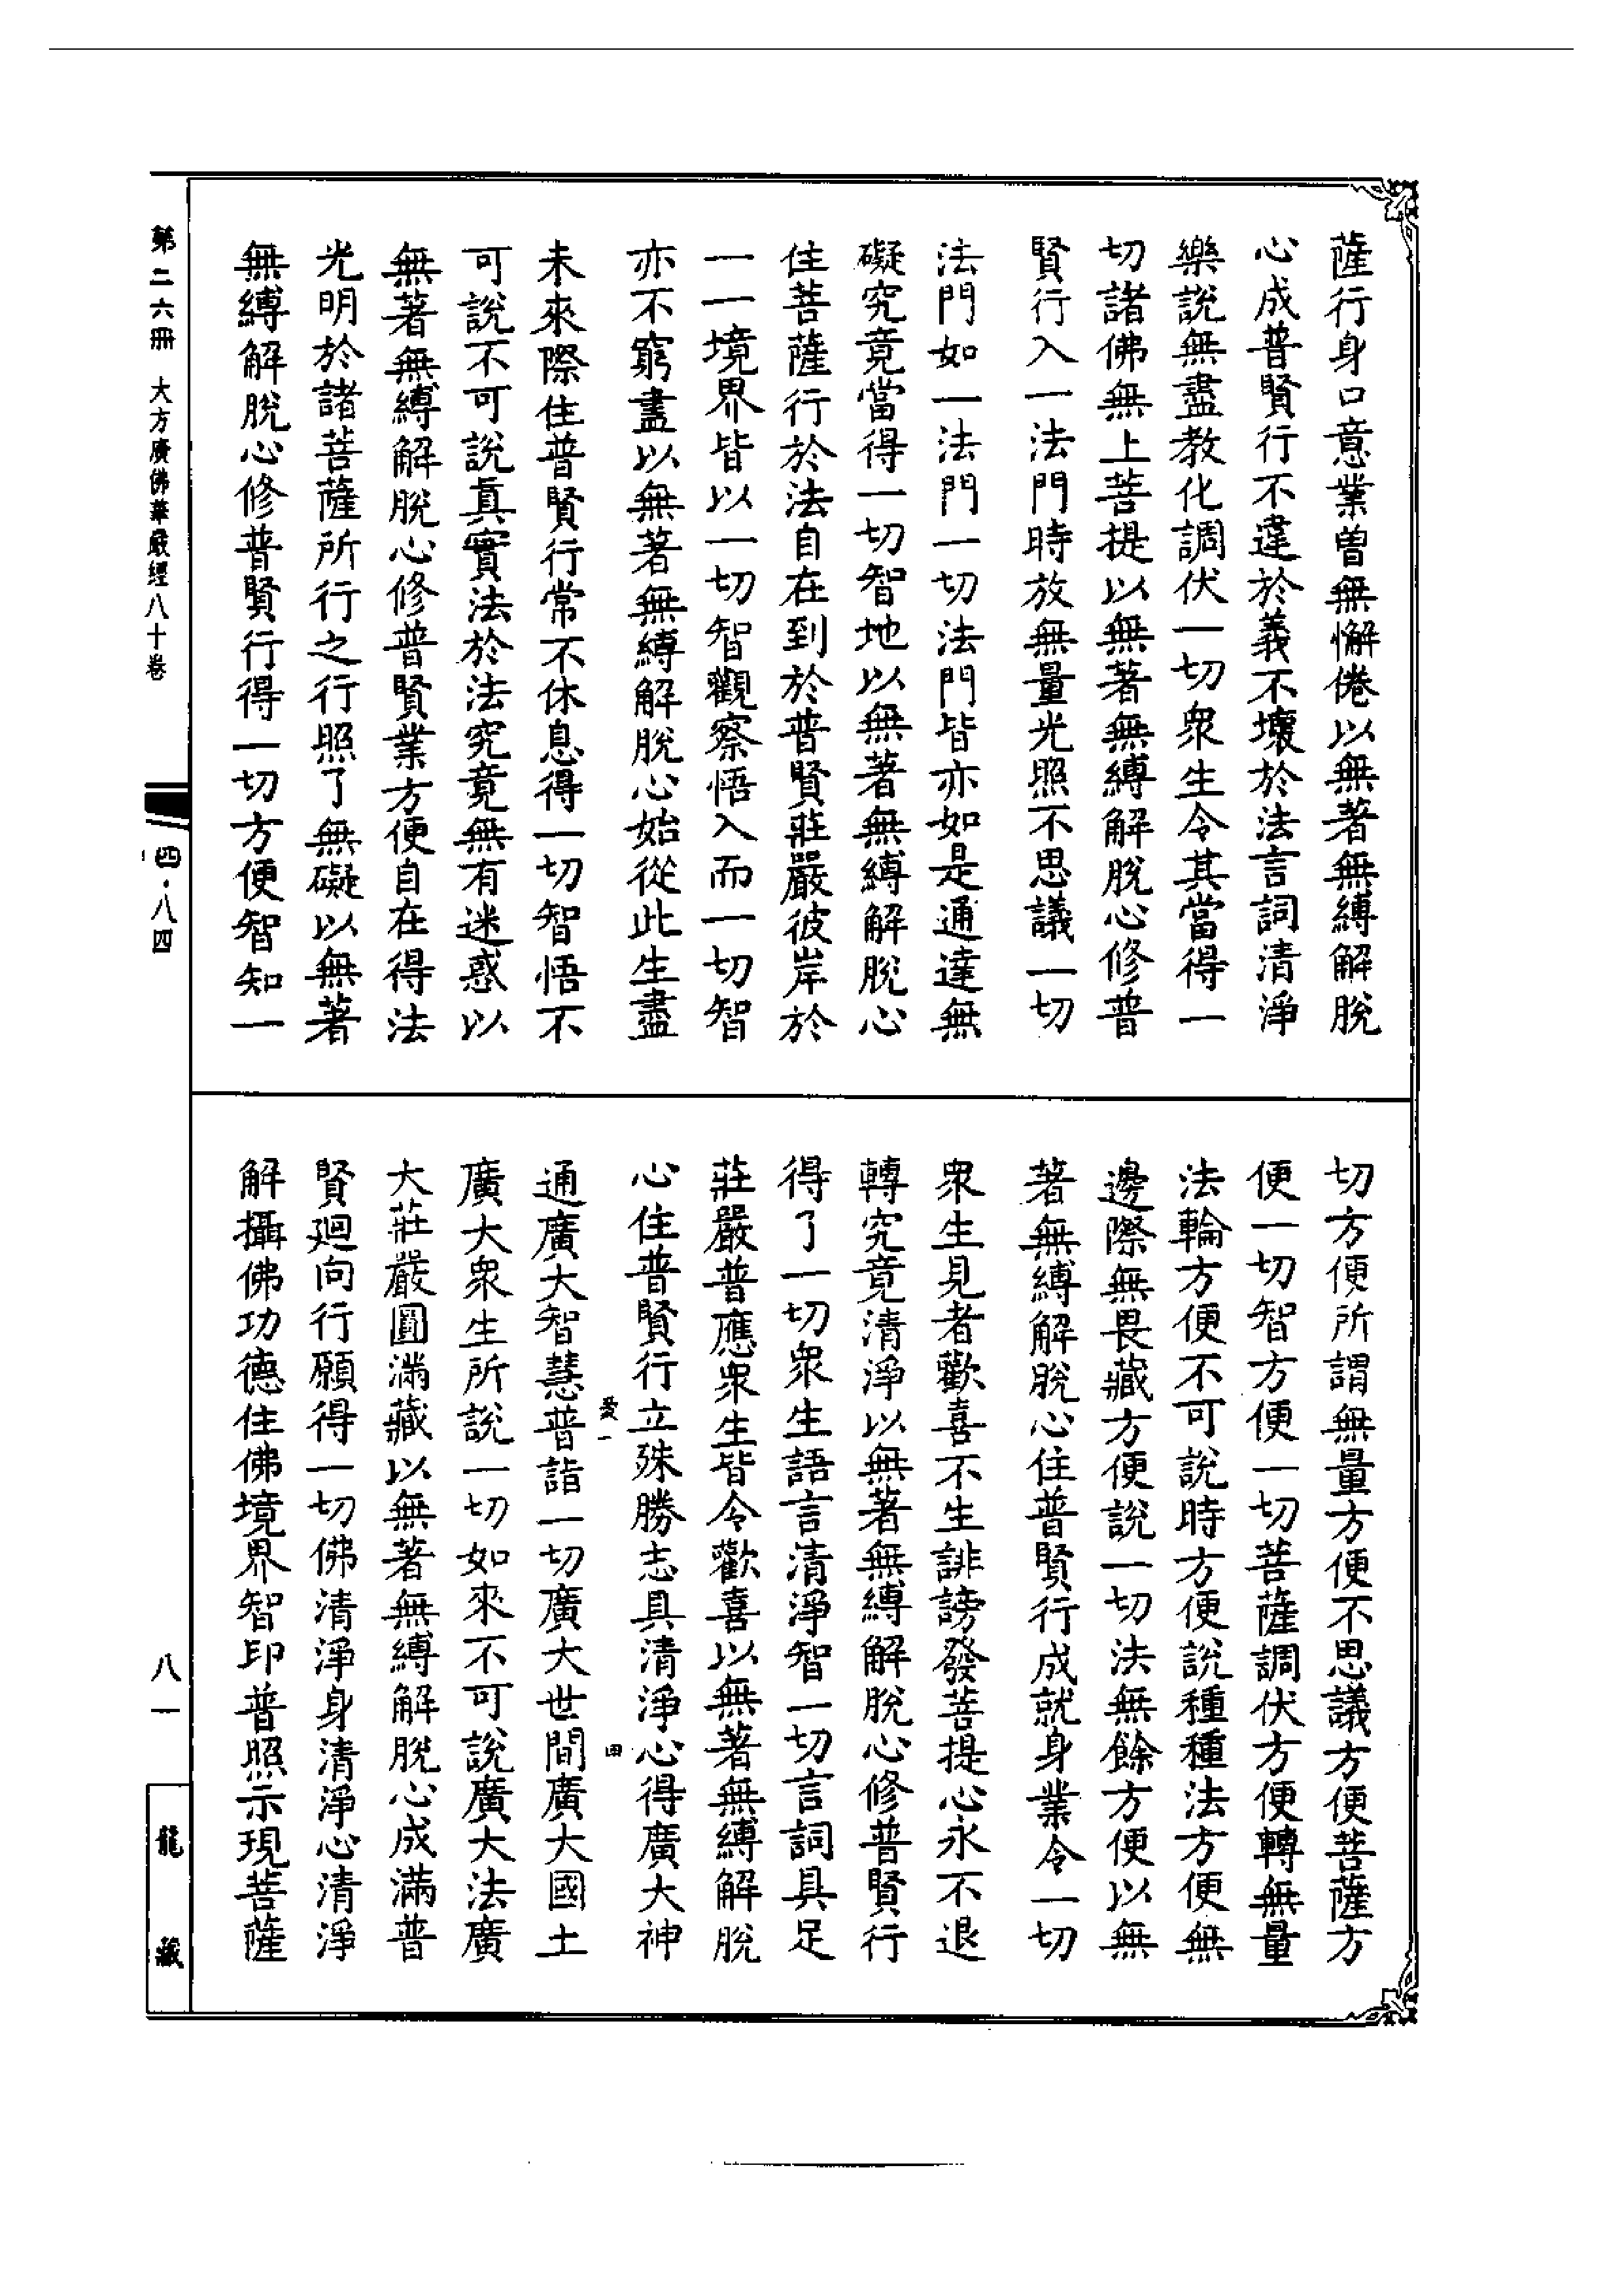 薩行身口意業曽無懈倦以無著無縛解脫
心成普賢行不違於義不壞於法言詞清淨
樂說無盡教化調伏一切眾生令其當得一
切諸佛無上菩提以無著無縛解脫心修普
賢行入一法門時放無量光照不思議一切
法門如一法門一切法門皆亦如是通達無
礙究竟當得一切智地以無著無縛解脫心
住菩薩行於法自在到於普賢莊嚴彼岸於
一一境界皆以一切智觀察悟入而一切智
亦不窮盡以無著無縛解脫心始從此生盡
未來際住普賢行常不休息得一切智悟不
可說不可說真實法於法究竟無有迷惑以
無著無縛解脫心修普賢業方便自在得法
光明於諸菩薩所行之行照了無礙以無著
無縛解脫心修普賢行得一切方便智知一
切方便所謂無量方便不思議方便菩薩方
便一切智方便一切菩薩調伏方便轉無量
法輪方便不可說時方便說種種法方便無
邊際無畏藏方便說一切法無餘方便以無
著無縛解脫心住普賢行成就身業令一切
眾生見者歡喜不生誹謗發菩提心永不退
轉究竟清淨以無著無縛解脫心修普賢行
得了一切眾生語言清淨智一切言詞具足
莊嚴普應眾生皆令歡喜以無著無縛解脫
心住普賢行立殊勝志具清淨心得廣大神
愛一 田
通廣大智慧普詣一切廣大世間廣大國土
廣大眾生所說一切如來不可說廣大法廣
大莊嚴圓滿藏以無著無縛解脫心成滿普
賢廻向行願得一切佛清淨身清淨心清淨
解攝佛功德住佛境界智印普照示現菩薩
第二六冊 大方廣佛華嚴經八十卷
四·八四
八一
龍藏